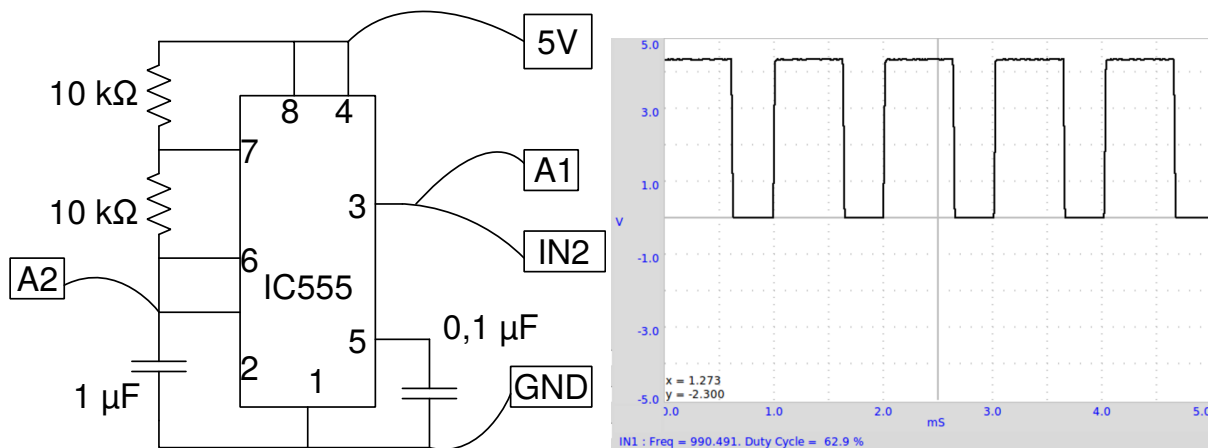 5V
10 kΩ
8
4
7
A1
10 kΩ
3
6
IN2
A2
IC555
5
0,1 µF
2
1
GND
1 µF
5.0
3.0
1.0
V
-1.0
-3.0
x = 1.273
y = -2.300
-5.0
0.0
1.0
2.0
3.0
4.0
5.0
mS
IN1 : Freq = 990.491. Duty Cycle = 62.9 %